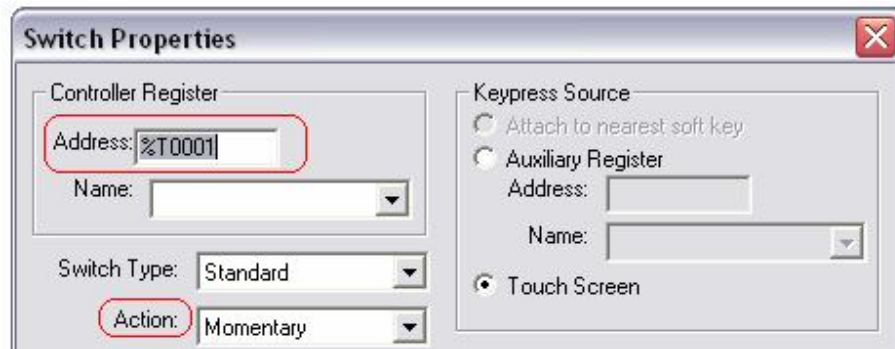 Switch Properties
Controller Register
Address: %T0001
Name:
Switch Type: Standard
Action: Momentary
Keypress Source
Attach to nearest soft key
Auxiliary Register
Address:
Name:
Touch Screen